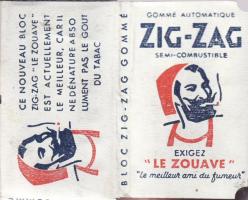 CE NOUVEAU BLOC
ZIG-ZAG "LE ZOUAVE"
EST ACTUELLEMENT
LE MEILLEUR, CAR IL
NE DÉNATURE ABSO
LUMENT PAS LE GOUT
DU TABAC
BLOC ZIG-ZAG GOMMÉ
GOMMÉ AUTOMATIQUE
ZIG-ZAG
SEMI-COMBUSTIBLE
EXIGEZ
"LE ZOUAVE"
"Le meilleur ami du fumeur"